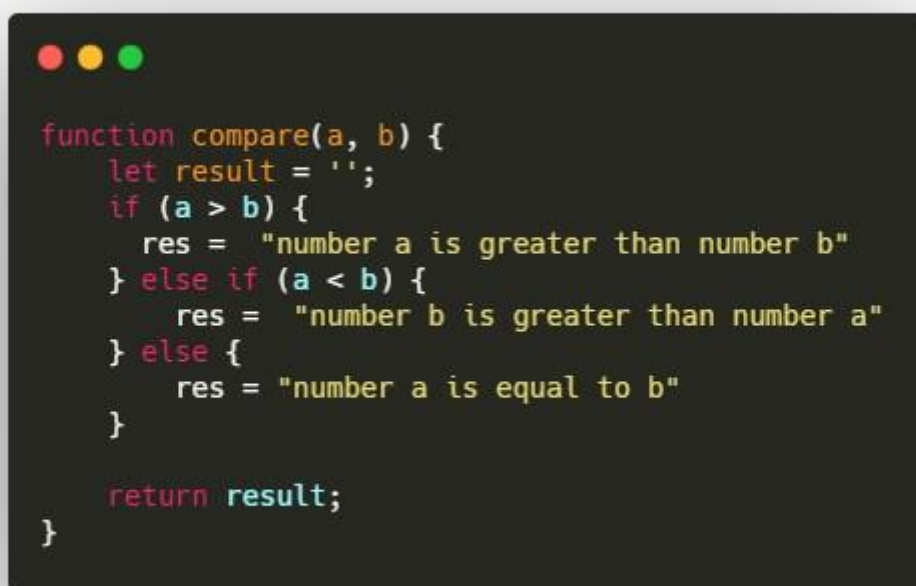 function compare(a, b) {
    let result = '';
    if (a > b) {
      res =  "number a is greater than number b"
    } else if (a < b) {
        res =  "number b is greater than number a"
    } else {
        res = "number a is equal to b"
    }

    return result;
}